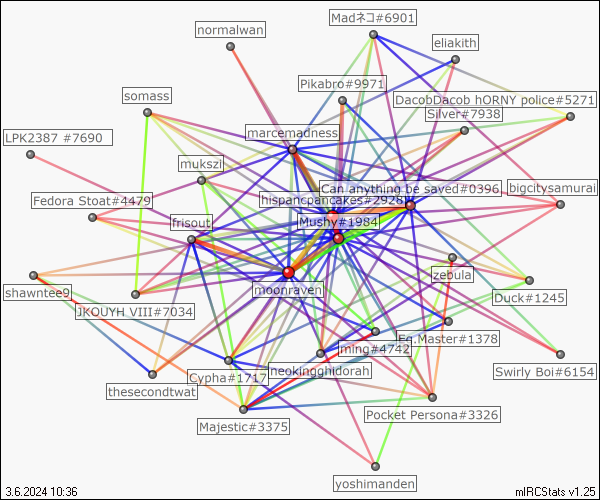 Madネコ#6901
normalwan
eliakith
Pikabro#9971
somass
DacobDacob hORNY police#5271
Silver#7938
marcemadness
LPK2387 #7690
mukszi
Can anything be saved#0396
bigcitysamurai
Fedora Stoat#4479
hispancpancakes#2928
frisout
Mushy#1984
zebula
shawntee9
moonraven
Duck#1245
JKQUYH VIII#7034
Eq.Master#1378
ming#4742
neokingghidorah
Swirly Boi#6154
Cypha#1717
thesecondtwat
Pocket Persona#3326
Majestic#3375
yoshimanden
3.6.2024 10:36
mIRCStats v1.25